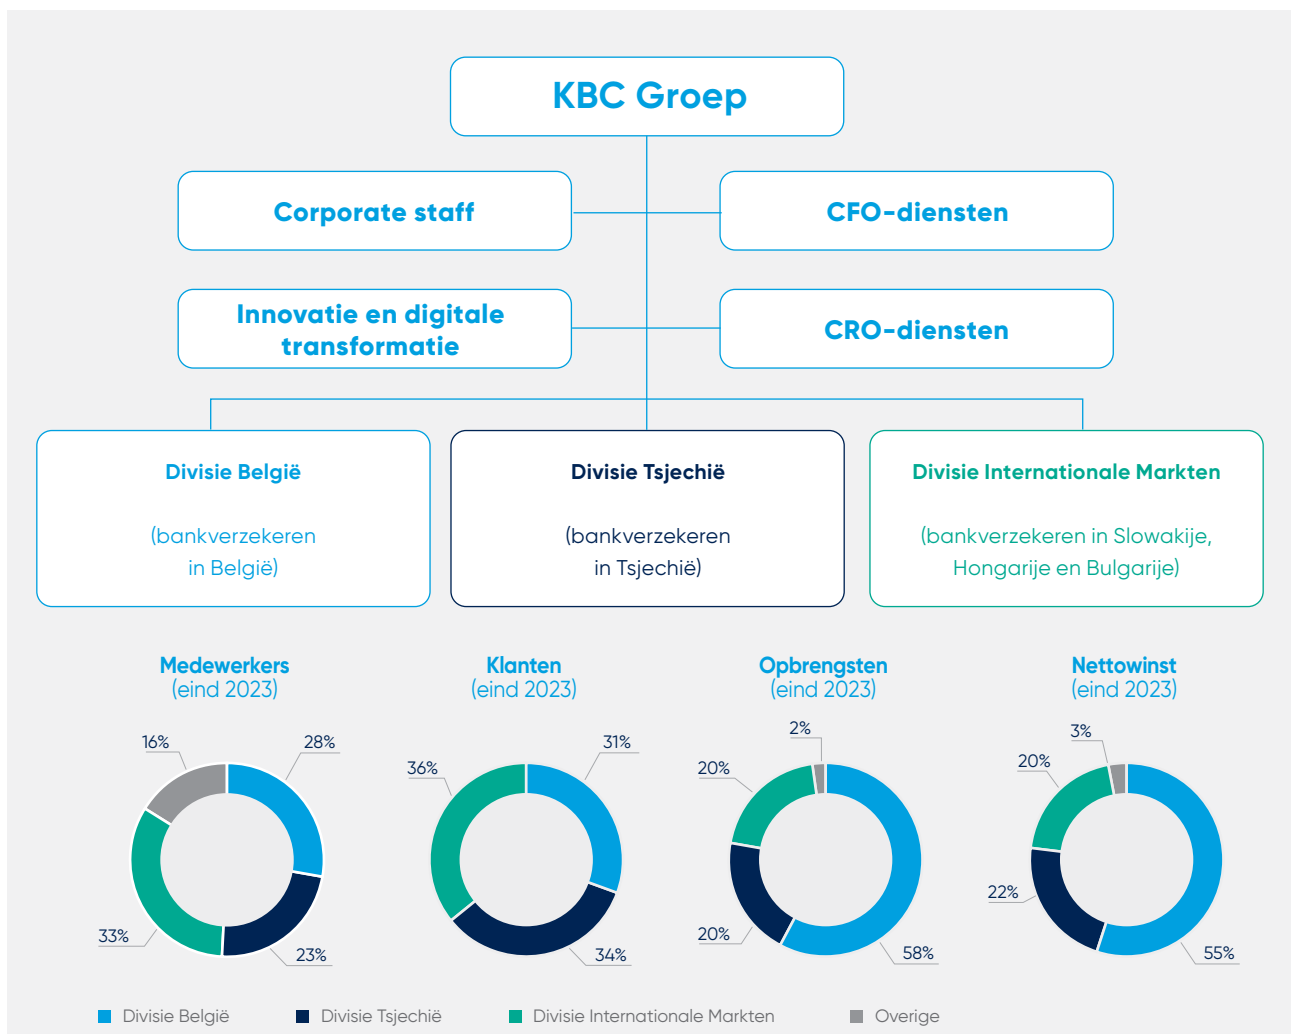 KBC Groep
Corporate staff
CFO-diensten
Innovatie en digitale
transformatie
CRO-diensten
Divisie België
(bankverzekeren
in België)
Divisie Tsjechië
(bankverzekeren
in Tsjechië)
Divisie Internationale Markten
(bankverzekeren in Slowakije,
Hongarije en Bulgarije)
Medewerkers
(eind 2023)
16%
28%
33%
23%
Klanten
(eind 2023)
36%
31%
34%
Opbrengsten
(eind 2023)
2%
20%
20%
58%
Nettowinst
(eind 2023)
3%
20%
22%
55%
Divisie België
Divisie Tsjechië
Divisie Internationale Markten
Overige